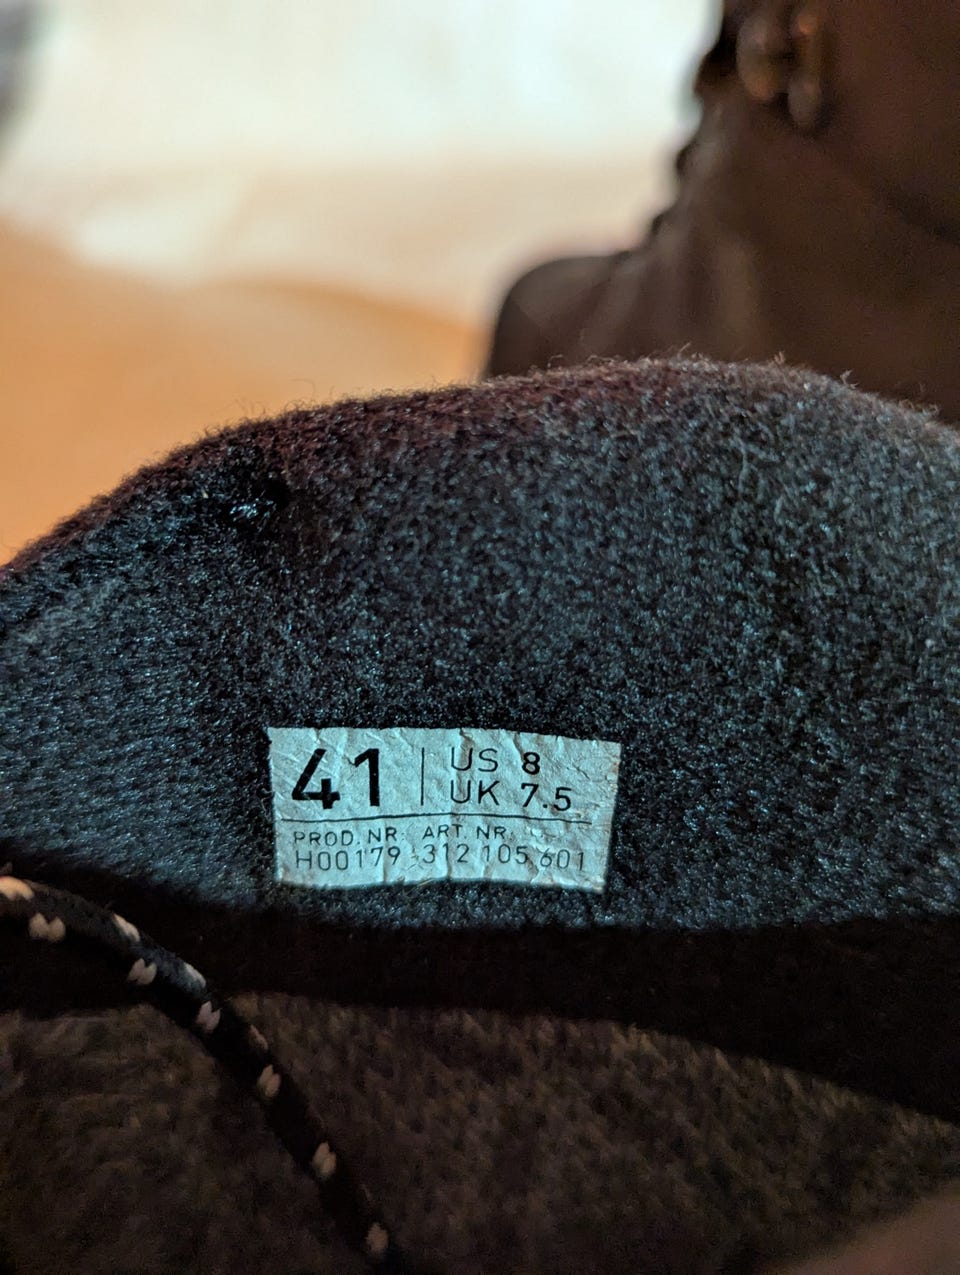 41
US 8
UK 7.5
PROD. NR: ART. NR:
H00179 312 105 601